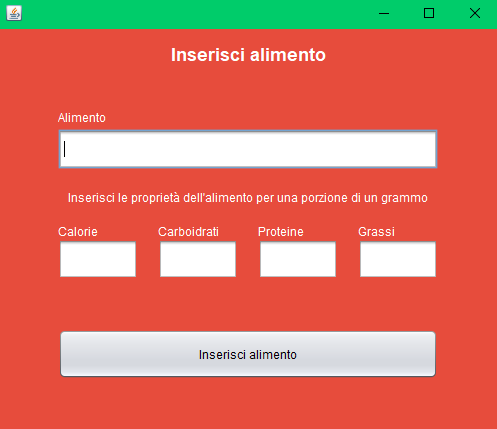 Inserisci alimento
Alimento
Inserisci le proprietà dell'alimento per una porzione di un grammo
Calorie Carboidrati Proteine Grassi
Inserisci alimento